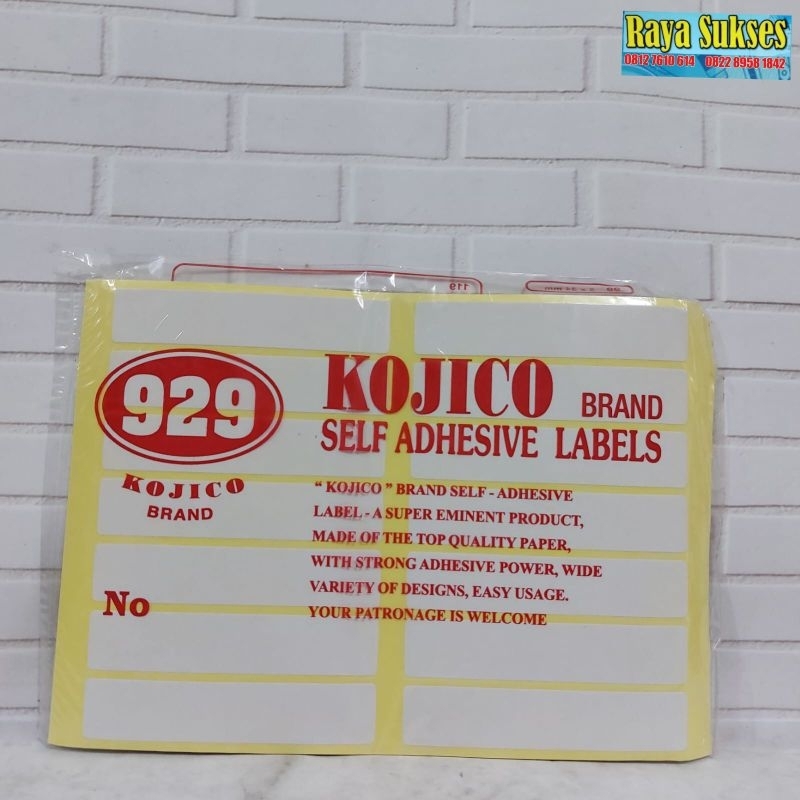 Raya Sukses
0812 7610 614 0822 8958 1842
119
929
KOJICO
BRAND
No
KOJICO BRAND
SELF ADHESIVE LABELS
“ KOJICO ” BRAND SELF - ADHESIVE
LABEL - A SUPER EMINENT PRODUCT,
MADE OF THE TOP QUALITY PAPER,
WITH STRONG ADHESIVE POWER, WIDE
VARIETY OF DESIGNS, EASY USAGE.
YOUR PATRONAGE IS WELCOME